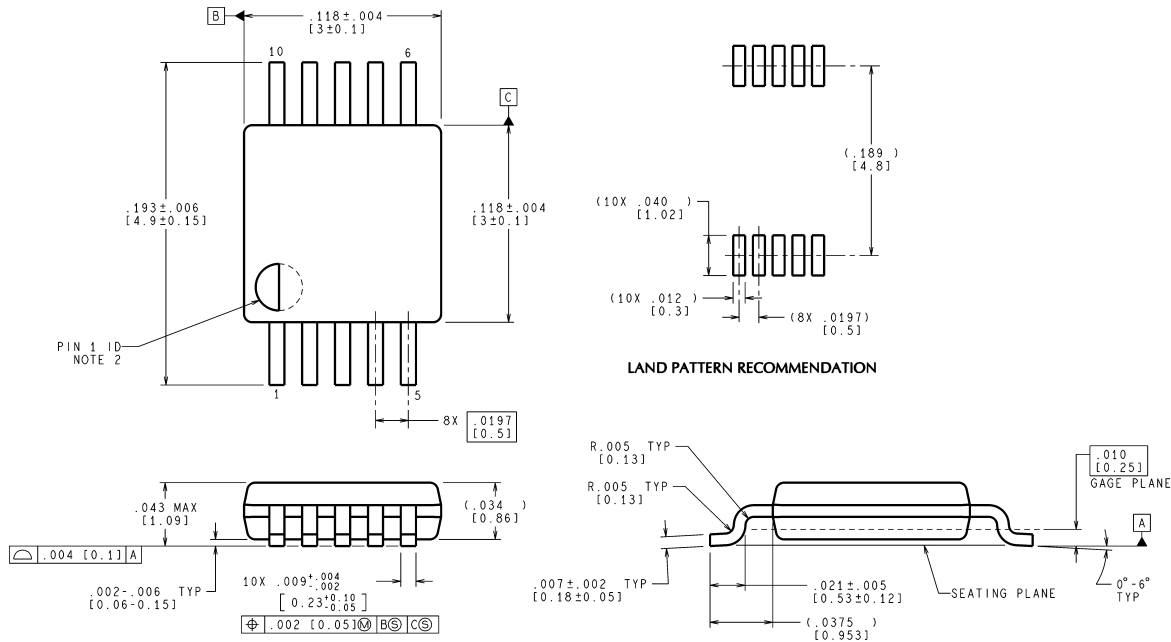 B
.118±.004
[3±0.1]
10
6
C
.193±.006
[4.9±0.15]
.118±.004
[3±0.1]
PIN 1 ID
NOTE 2
1
5
8X .0197
[0.5]
(.189 )
[4.8]
(10X .040 )
[1.02]
(10X .012 )
[0.3]
(8X .0197)
[0.5]
LAND PATTERN RECOMMENDATION
.043 MAX
[1.09]
(.034 )
[0.86]
⌓ .004 [0.1] A
.002-.006 TYP
[0.06-0.15]
10X .009 +.004
-.002
[ 0.23 +0.10
-0.05 ]
⌖ .002 [0.05]Ⓜ BⓈ CⓈ
R.005 TYP
[0.13]
R.005 TYP
[0.13]
.010
[0.25]
GAGE PLANE
A
.007±.002 TYP
[0.18±0.05]
.021±.005
[0.53±0.12]
SEATING PLANE
0°-6°
TYP
(.0375 )
[0.953]